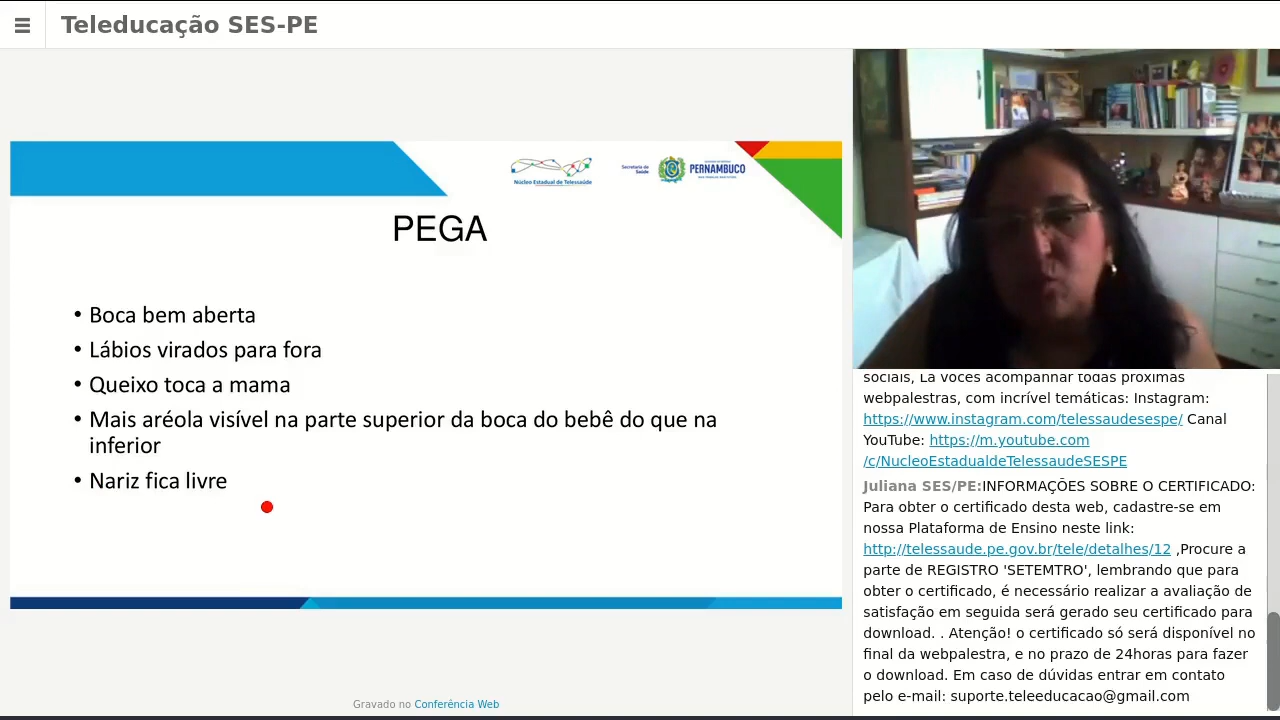 Teleducação SES-PE
Núcleo Estadual de Telessaúde
Secretaria de
Saúde
PERNAMBUCO
PEGA
• Boca bem aberta
• Lábios virados para fora
• Queixo toca a mama
• Mais aréola visível na parte superior da boca do bebê do que na
inferior
• Nariz fica livre
Gravado no Conferência Web
sociais, Lá vocês acompanhar todas próximas
webpalestras, com incrível temáticas: Instagram:
https://www.instagram.com/telessaudesespe/ Canal
YouTube: https://m.youtube.com
/c/NucleoEstadualdeTelessaudeSESPE
Juliana SES/PE:INFORMAÇÕES SOBRE O CERTIFICADO:
Para obter o certificado desta web, cadastre-se em
nossa Plataforma de Ensino neste link:
http://telessaude.pe.gov.br/tele/detalhes/12 ,Procure a
parte de REGISTRO 'SETEMTRO', lembrando que para
obter o certificado, é necessário realizar a avaliação de
satisfação em seguida será gerado seu certificado para
download. . Atenção! o certificado só será disponível no
final da webpalestra, e no prazo de 24horas para fazer
o download. Em caso de dúvidas entrar em contato
pelo e-mail: suporte.teleeducacao@gmail.com